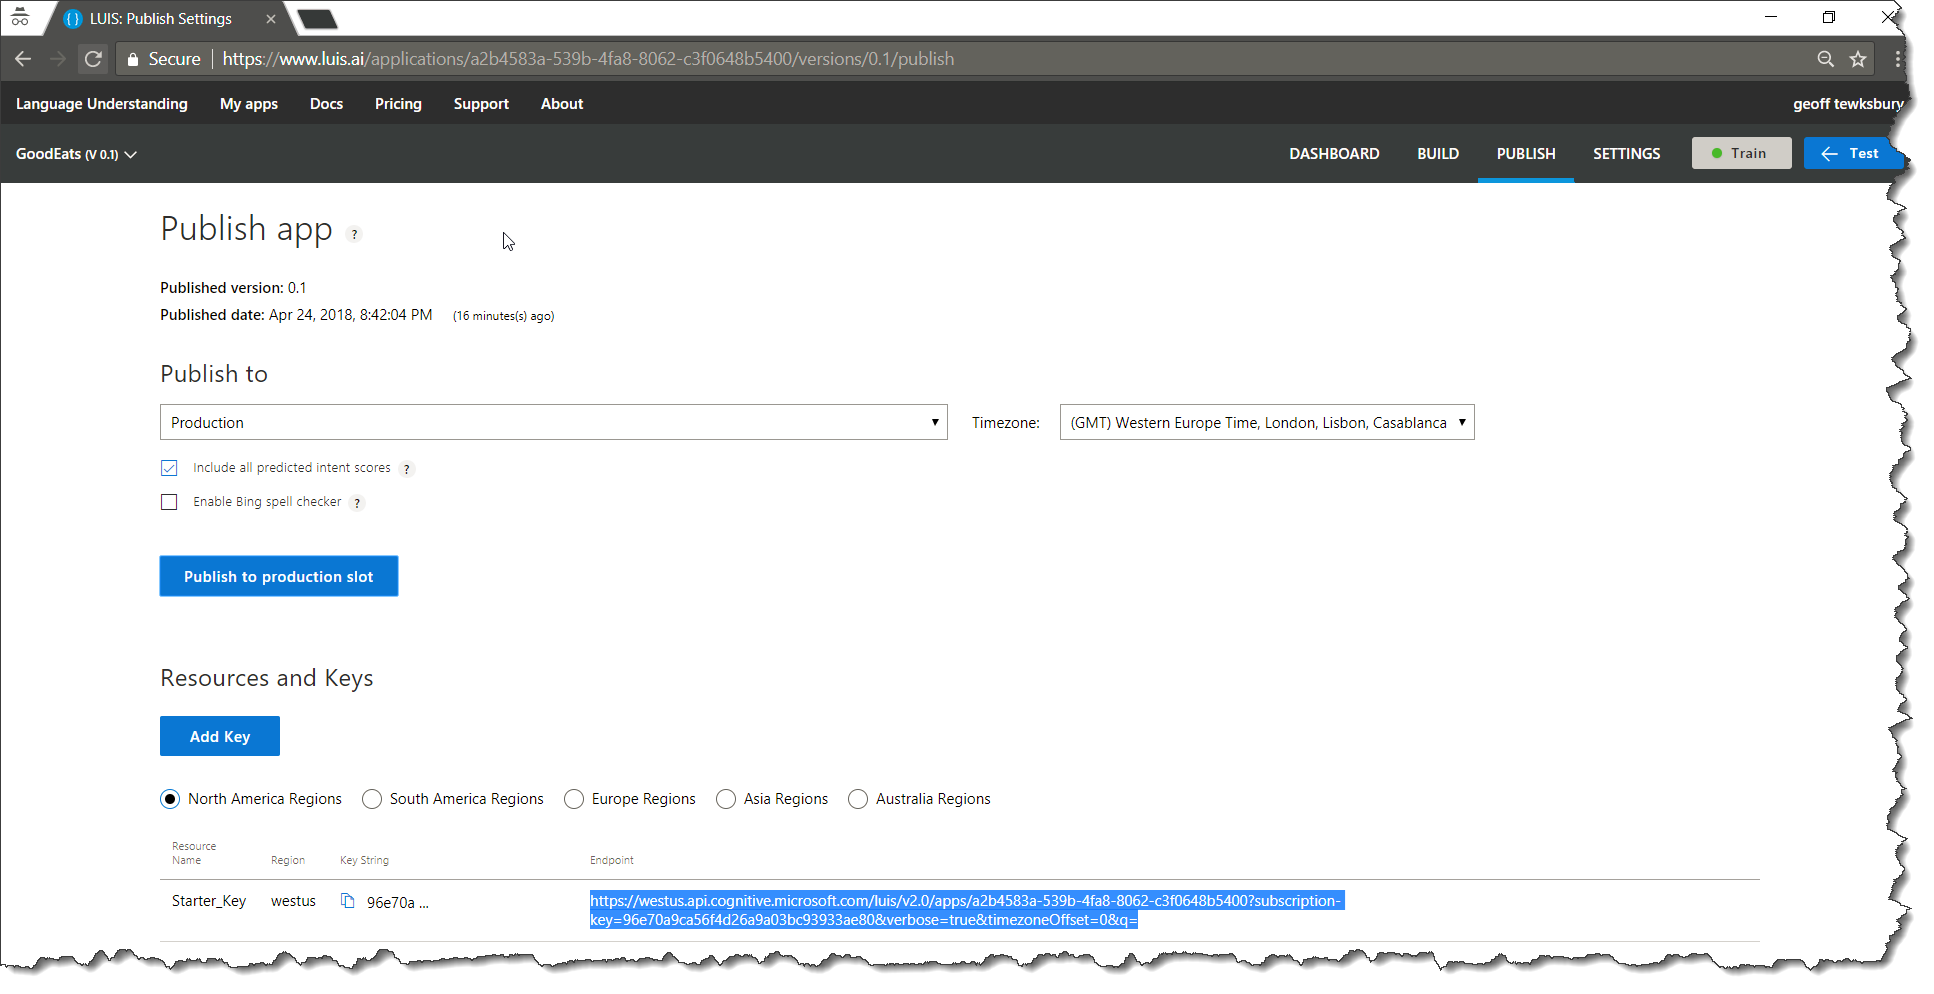 LUIS: Publish Settings
Secure https://www.luis.ai/applications/a2b4583a-539b-4fa8-8062-c3f0648b5400/versions/0.1/publish
Language Understanding My apps Docs Pricing Support About geoff tewksbury
GoodEats (V 0.1) DASHBOARD BUILD PUBLISH SETTINGS Train Test
Publish app ?
Published version: 0.1
Published date: Apr 24, 2018, 8:42:04 PM (16 minutes(s) ago)
Publish to
Production Timezone: (GMT) Western Europe Time, London, Lisbon, Casablanca
Include all predicted intent scores ?
Enable Bing spell checker ?
Publish to production slot
Resources and Keys
Add Key
North America Regions South America Regions Europe Regions Asia Regions Australia Regions
Resource
Name Region Key String Endpoint
Starter_Key westus 96e70a ... https://westus.api.cognitive.microsoft.com/luis/v2.0/apps/a2b4583a-539b-4fa8-8062-c3f0648b5400?subscription-
key=96e70a9ca56f4d26a9a03bc93933ae80&verbose=true&timezoneOffset=0&q=